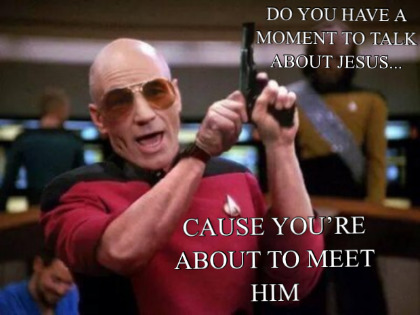 DO YOU HAVE A
MOMENT TO TALK
ABOUT JESUS...
CAUSE YOU'RE
ABOUT TO MEET
HIM